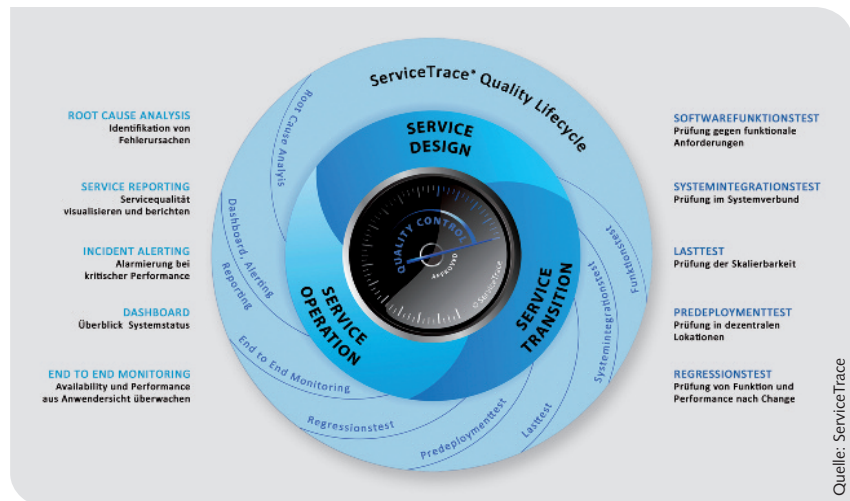 ServiceTrace® Quality Lifecycle
SERVICE
DESIGN
SERVICE
TRANSITION
SERVICE
OPERATION
QUALITY CONTROL
APPROVED
© ServiceTrace
Root Cause Analyis
Dashboard, Alerting
Reporting
End to End Monitoring
Regressionstest
Predeploymenttest
Lasttest
Systemintegrationstest
Funktionstest
ROOT CAUSE ANALYSIS
Identifikation von
Fehlerursachen
SERVICE REPORTING
Servicequalität
visualisieren und berichten
INCIDENT ALERTING
Alarmierung bei
kritischer Performance
DASHBOARD
Überblick Systemstatus
END TO END MONITORING
Availability und Performance
aus Anwendersicht überwachen
SOFTWAREFUNKTIONSTEST
Prüfung gegen funktionale
Anforderungen
SYSTEMINTEGRATIONSTEST
Prüfung im Systemverbund
LASTTEST
Prüfung der Skalierbarkeit
PREDEPLOYMENTTEST
Prüfung in dezentralen
Lokationen
REGRESSIONSTEST
Prüfung von Funktion und
Performance nach Change
Quelle: ServiceTrace